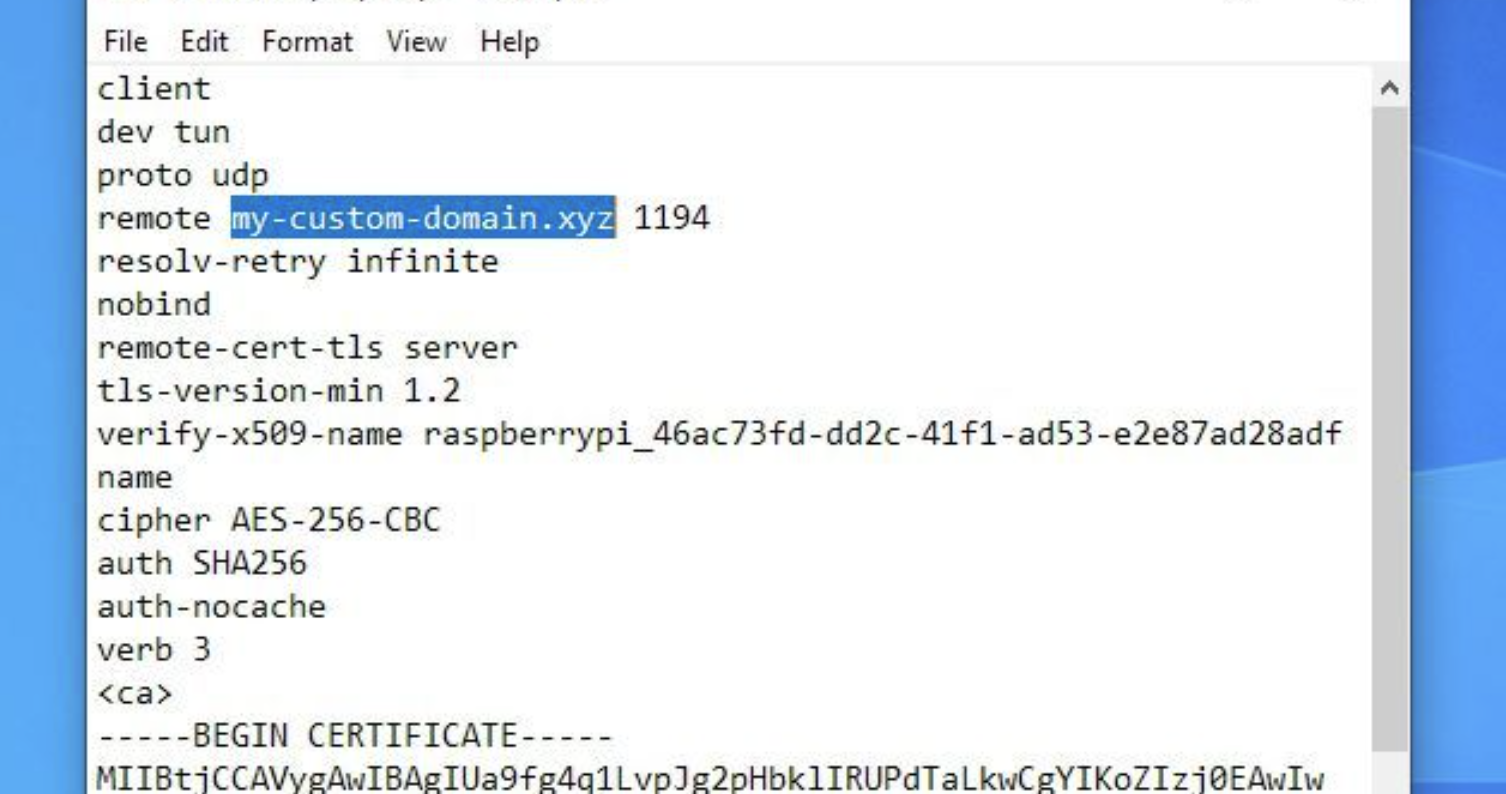 File Edit Format View Help
client
dev tun
proto udp
remote my-custom-domain.xyz 1194
resolv-retry infinite
nobind
remote-cert-tls server
tls-version-min 1.2
verify-x509-name raspberrypi_46ac73fd-dd2c-41f1-ad53-e2e87ad28adf
name
cipher AES-256-CBC
auth SHA256
auth-nocache
verb 3
<ca>
-----BEGIN CERTIFICATE-----
MIIBtjCCAVygAwIBAgIUa9fg4q1LvpJg2pHbklIRUPdTaLkwCgYIKoZIzj0EAwIw